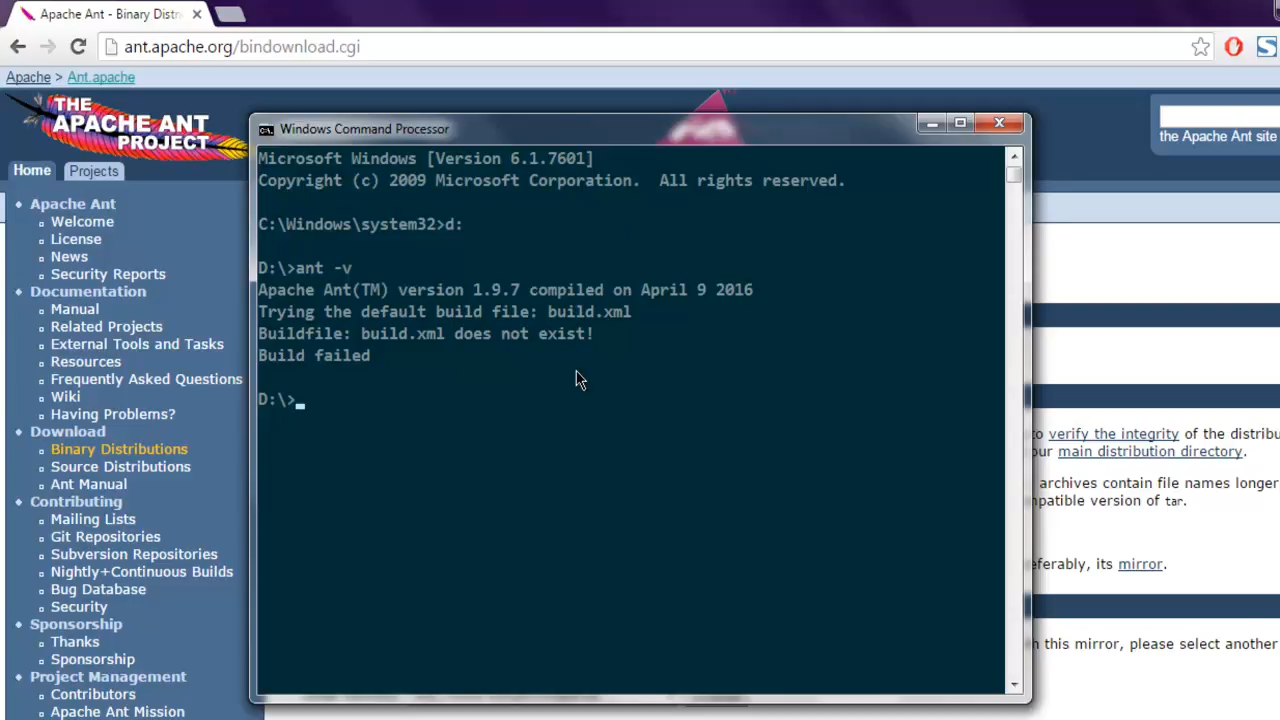 Apache Ant - Binary Distri
ant.apache.org/bindownload.cgi
Apache > Ant.apache
THE
APACHE ANT
PROJECT
the Apache Ant site
Home
Projects
Apache Ant
Welcome
License
News
Security Reports
Documentation
Manual
Related Projects
External Tools and Tasks
Resources
Frequently Asked Questions
Wiki
Having Problems?
Download
Binary Distributions
Source Distributions
Ant Manual
Contributing
Mailing Lists
Git Repositories
Subversion Repositories
Nightly+Continuous Builds
Bug Database
Security
Sponsorship
Thanks
Sponsorship
Project Management
Contributors
Apache Ant Mission
Windows Command Processor
Microsoft Windows [Version 6.1.7601]
Copyright (c) 2009 Microsoft Corporation.  All rights reserved.
C:\Windows\system32>d:
D:\>ant -v
Apache Ant(TM) version 1.9.7 compiled on April 9 2016
Trying the default build file: build.xml
Buildfile: build.xml does not exist!
Build failed
D:\>
to verify the integrity of the distribu
our main distribution directory.
archives contain file names longer
mpatible version of tar.
eferably, its mirror.
n this mirror, please select another